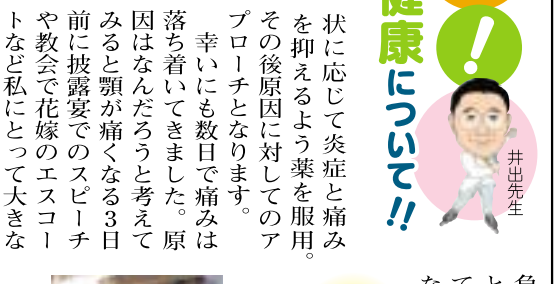 健康について!!
!
井出先生
状に応じて炎症と痛み
を抑えるよう薬を服用。
その後原因に対してのア
プローチとなります。
幸いにも数日で痛みは
落ち着いてきました。原
因はなんだろうと考えて
みると顎が痛くなる3日
前に披露宴でのスピーチ
や教会で花嫁のエスコー
トなど私にとって大きな